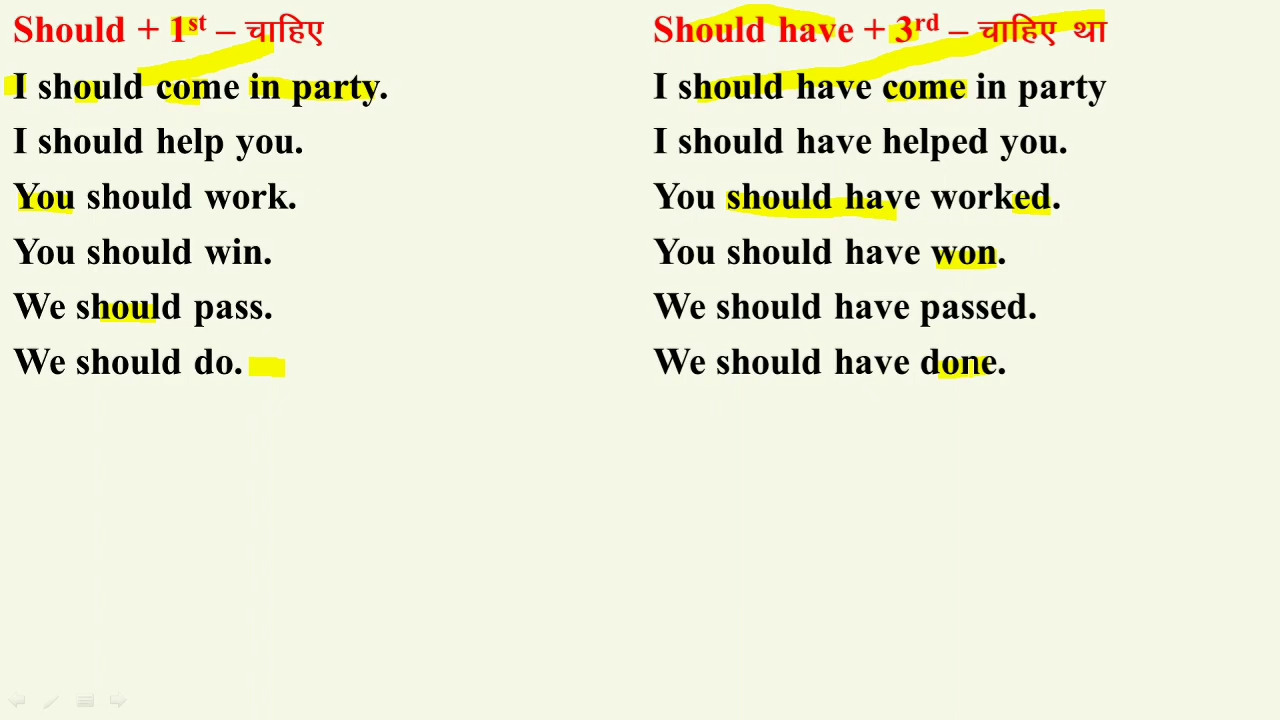 Should + 1st – चाहिए
I should come in party.
I should help you.
You should work.
You should win.
We should pass.
We should do.
Should have + 3rd – चाहिए था
I should have come in party
I should have helped you.
You should have worked.
You should have won.
We should have passed.
We should have done.